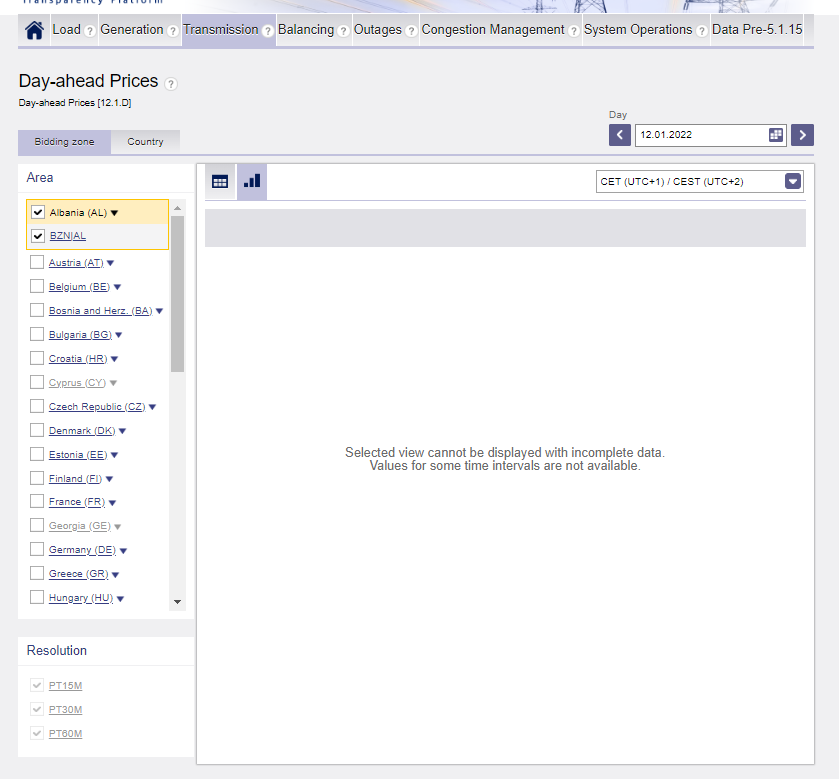 Transparency Platform
Load ? Generation ? Transmission ? Balancing ? Outages ? Congestion Management ? System Operations ? Data Pre-5.1.15
Day-ahead Prices ?
Day-ahead Prices [12.1.D]
Day
12.01.2022
Bidding zone Country
Area
CET (UTC+1) / CEST (UTC+2)
Albania (AL)
BZN|AL
Austria (AT)
Belgium (BE)
Bosnia and Herz. (BA)
Bulgaria (BG)
Croatia (HR)
Cyprus (CY)
Czech Republic (CZ)
Denmark (DK)
Estonia (EE)
Finland (FI)
France (FR)
Georgia (GE)
Germany (DE)
Greece (GR)
Hungary (HU)
Selected view cannot be displayed with incomplete data.
Values for some time intervals are not available.
Resolution
PT15M
PT30M
PT60M